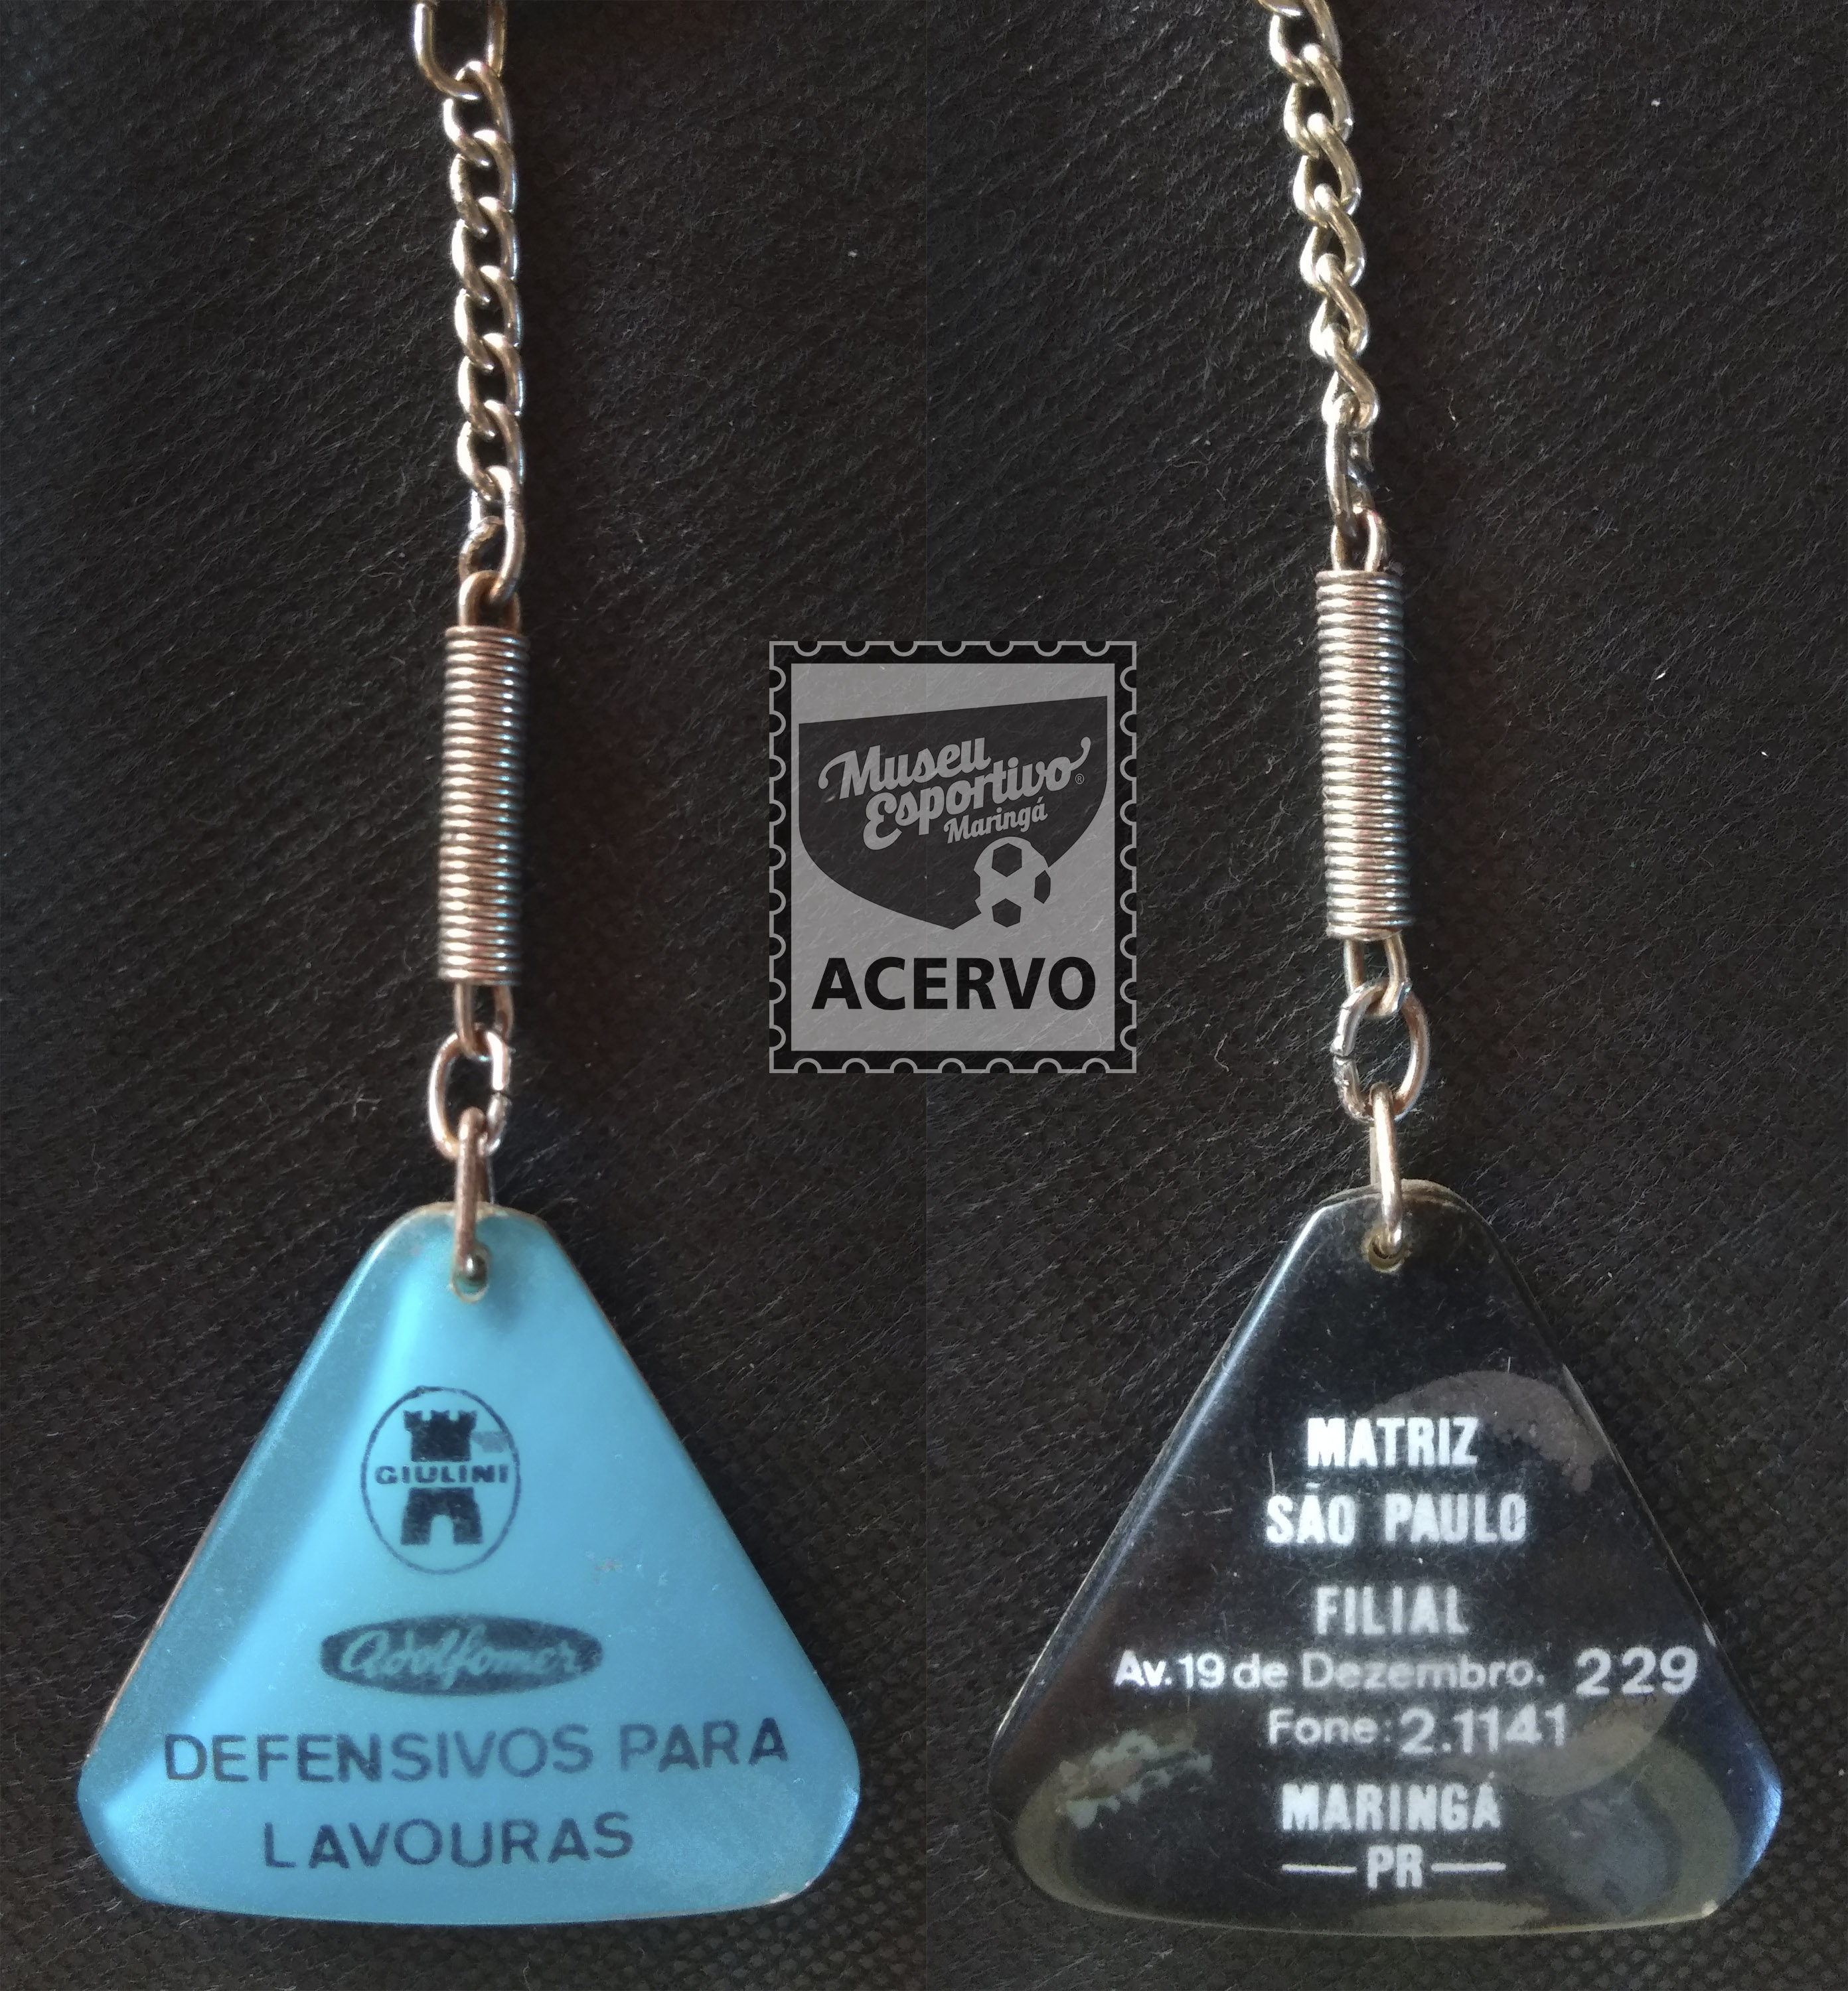 Museu
Esportivo®
Maringá
ACERVO
GIULINI
Adolfomer
DEFENSIVOS PARA
LAVOURAS
MATRIZ
SÃO PAULO
FILIAL
Av. 19 de Dezembro. 229
Fone: 2.1141
MARINGÁ
— PR —